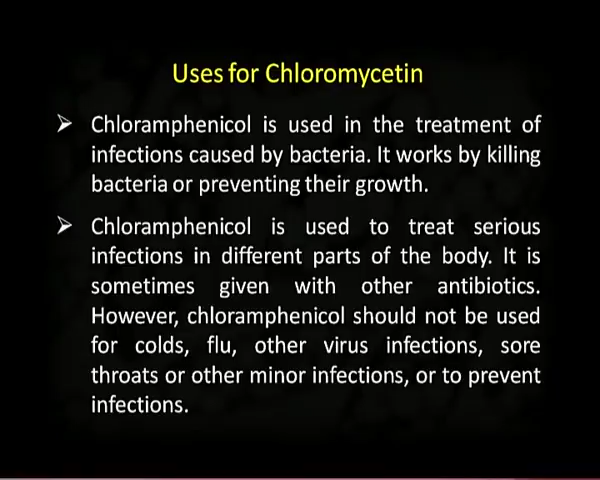 Uses for Chloromycetin
Chloramphenicol is used in the treatment of
infections caused by bacteria. It works by killing
bacteria or preventing their growth.
Chloramphenicol is used to treat serious
infections in different parts of the body. It is
sometimes given with other antibiotics.
However, chloramphenicol should not be used
for colds, flu, other virus infections, sore
throats or other minor infections, or to prevent
infections.